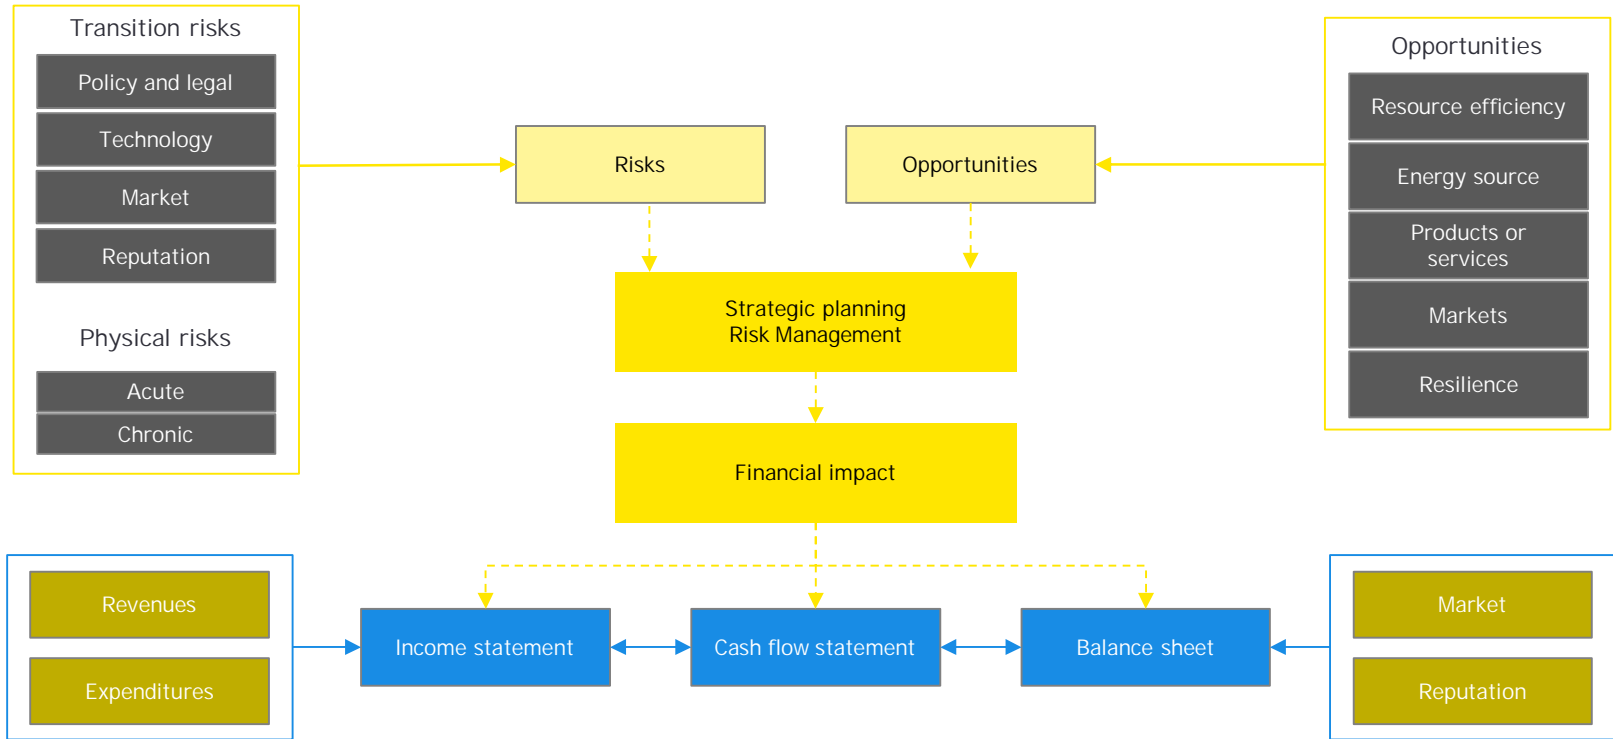 Transition risks
Policy and legal
Technology
Market
Reputation
Physical risks
Acute
Chronic
Risks
Opportunities
Opportunities
Resource efficiency
Energy source
Products or
services
Markets
Resilience
Strategic planning
Risk Management
Financial impact
Revenues
Expenditures
Income statement
Cash flow statement
Balance sheet
Market
Reputation